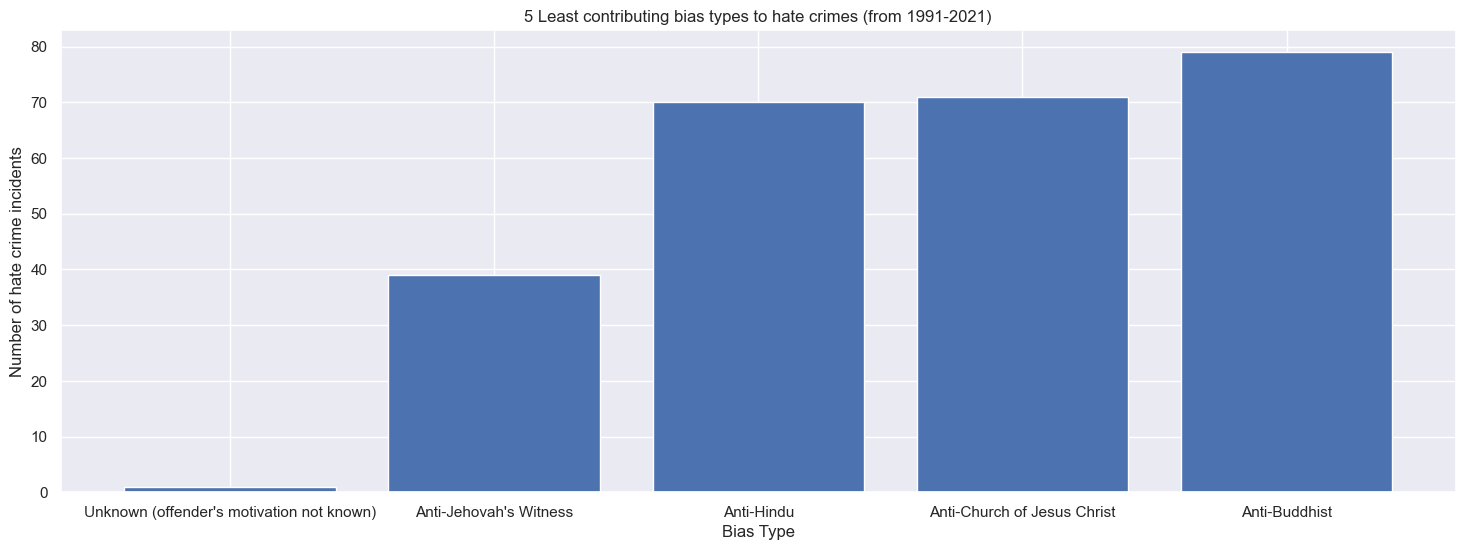 5 Least contributing bias types to hate crimes (from 1991-2021)
Number of hate crime incidents
80
70
60
50
40
30
20
10
0
Unknown (offender's motivation not known)
Anti-Jehovah's Witness
Anti-Hindu
Anti-Church of Jesus Christ
Anti-Buddhist
Bias Type